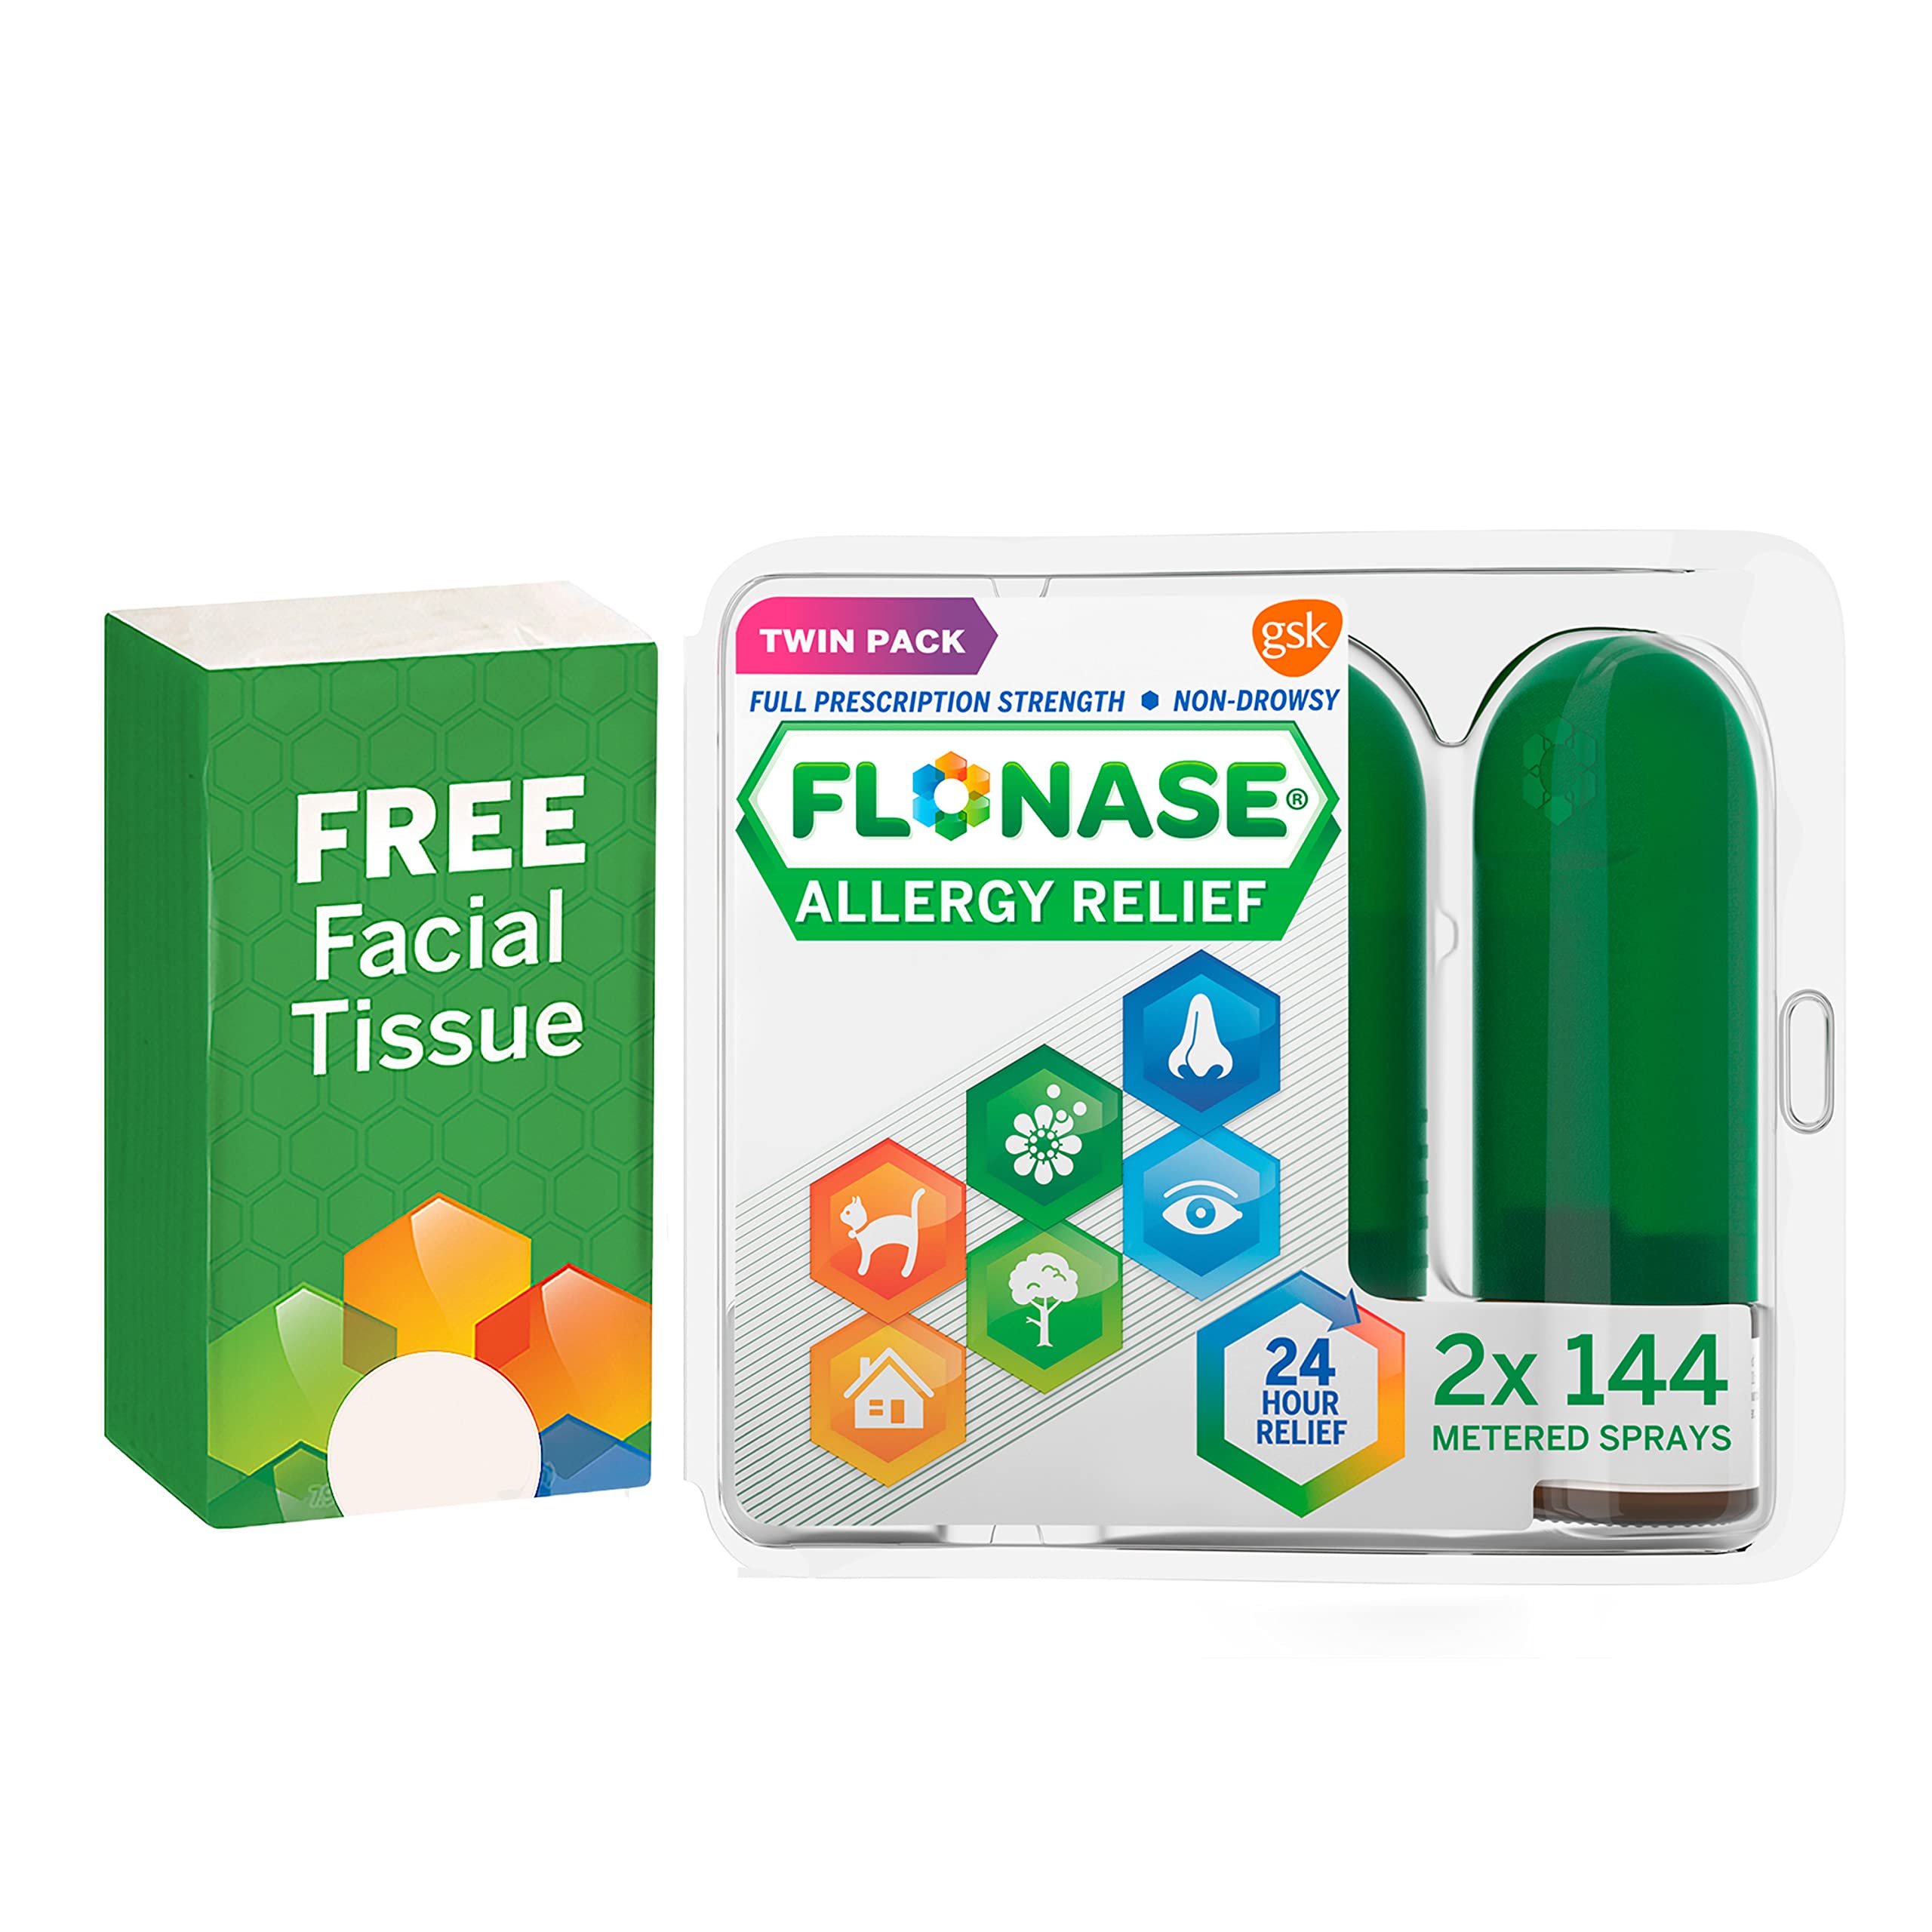 FREE
Facial
Tissue
TWIN PACK
gsk
FULL PRESCRIPTION STRENGTH NON-DROWSY
FLONASE®
ALLERGY RELIEF
24
HOUR
RELIEF
2x 144
METERED SPRAYS